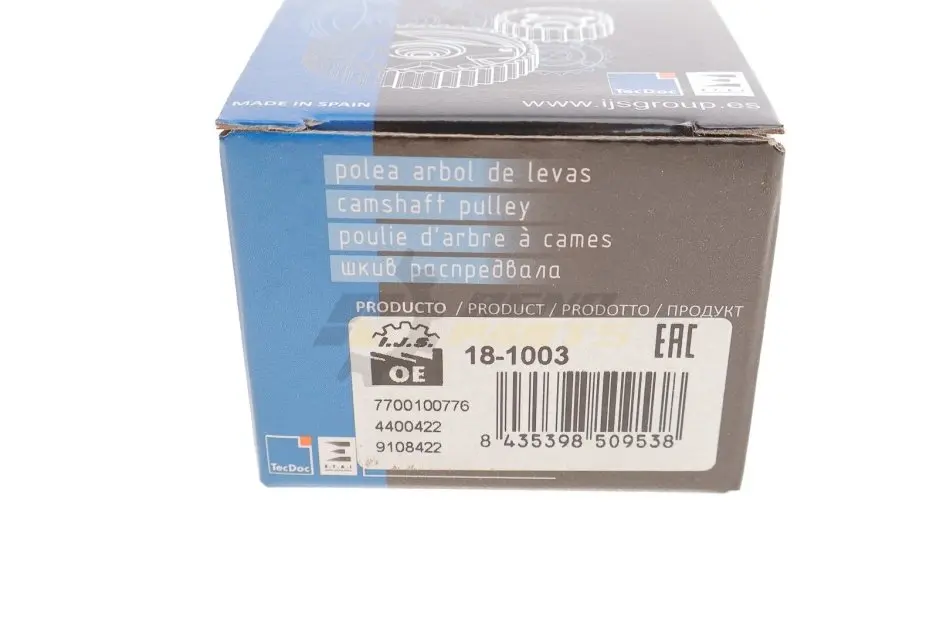 MADE IN SPAIN
TecDoc
E.T.A.I
www.ijsgroup.es
polea arbol de levas
camshaft pulley
poulie d'arbre à cames
шкив распредвала
PRODUCTO / PRODUCT / PRODOTTO / ПРОДУКТ
I.J.S.
OE
18-1003
EAC
7700100776
4400422
9108422
8 435398 509538
TecDoc
E.T.A.I